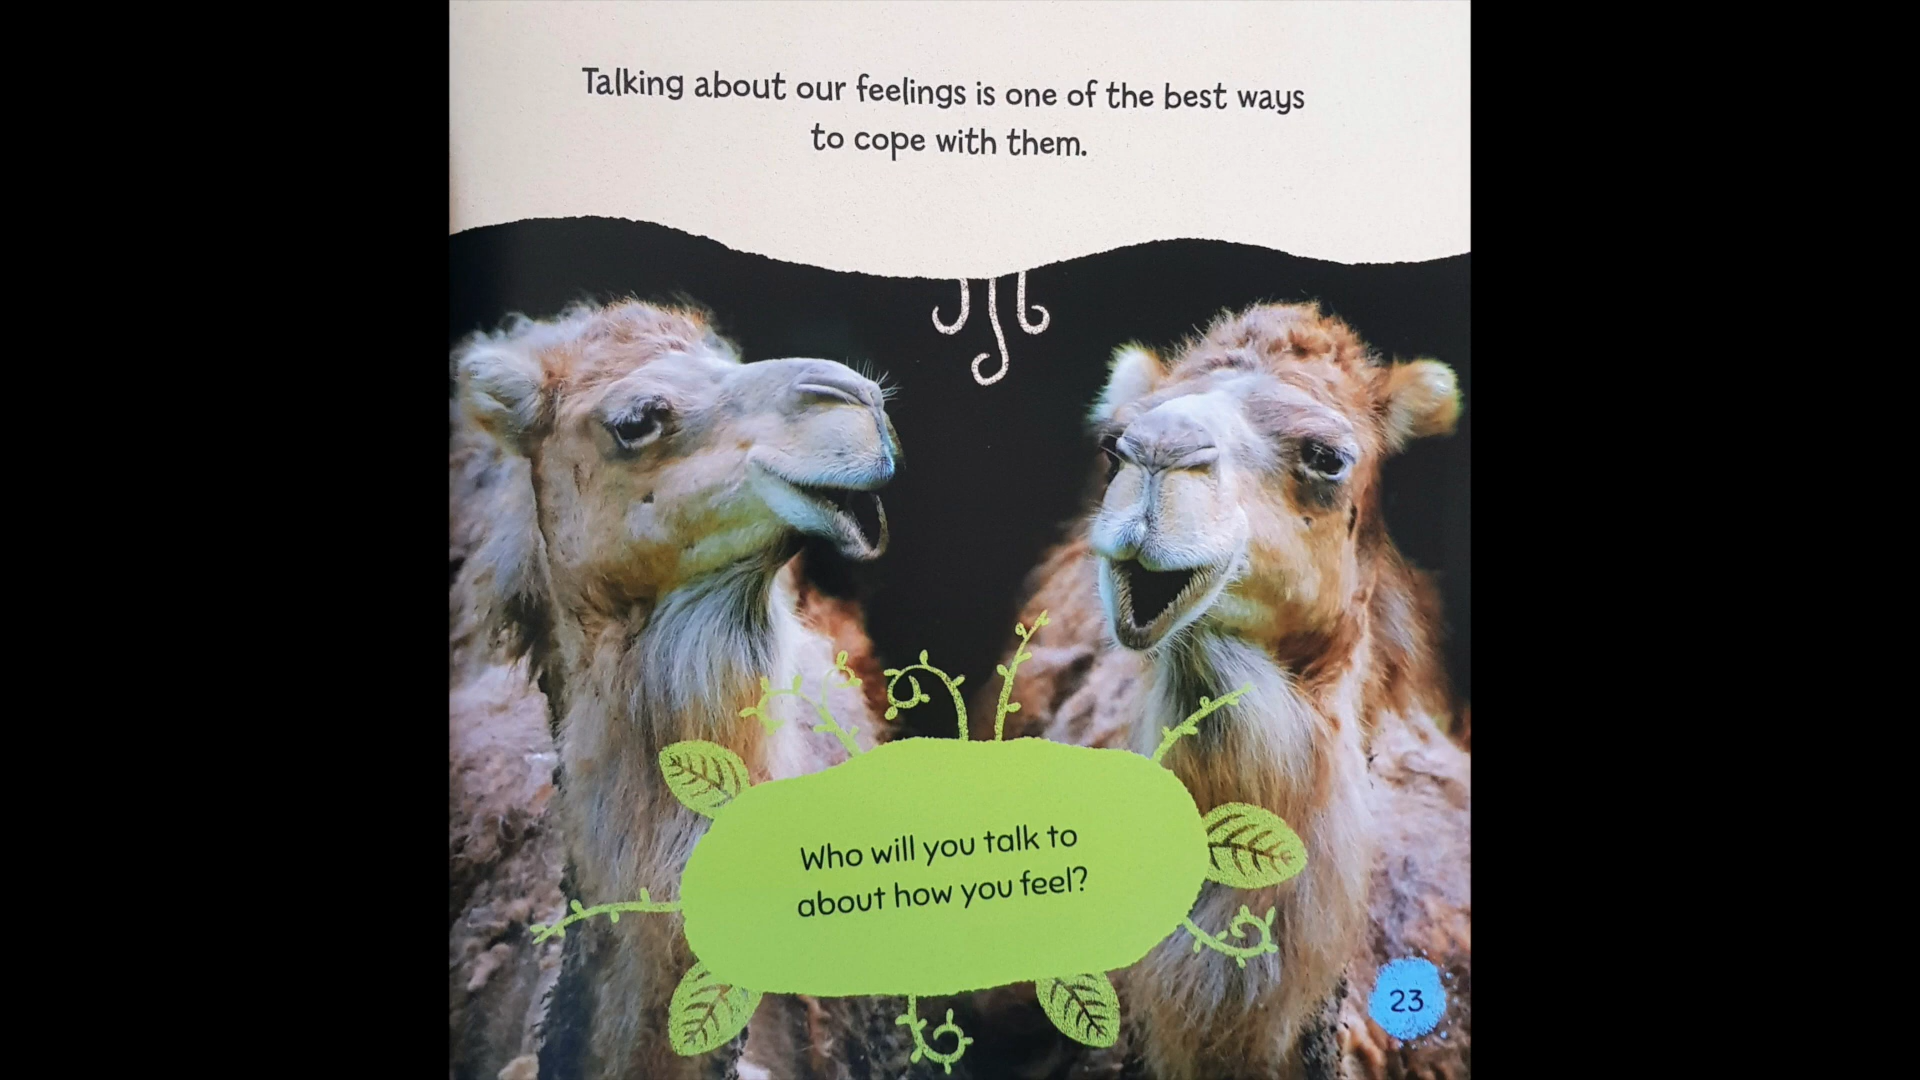 Talking about our feelings is one of the best ways
to cope with them.
Who will you talk to
about how you feel?
23